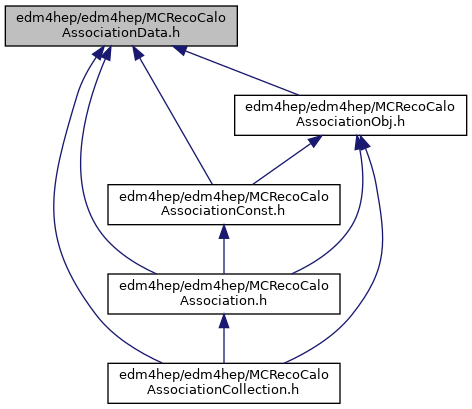 edm4hep/edm4hep/MCRecoCalo
AssociationData.h
edm4hep/edm4hep/MCRecoCalo
AssociationObj.h
edm4hep/edm4hep/MCRecoCalo
AssociationConst.h
edm4hep/edm4hep/MCRecoCalo
Association.h
edm4hep/edm4hep/MCRecoCalo
AssociationCollection.h